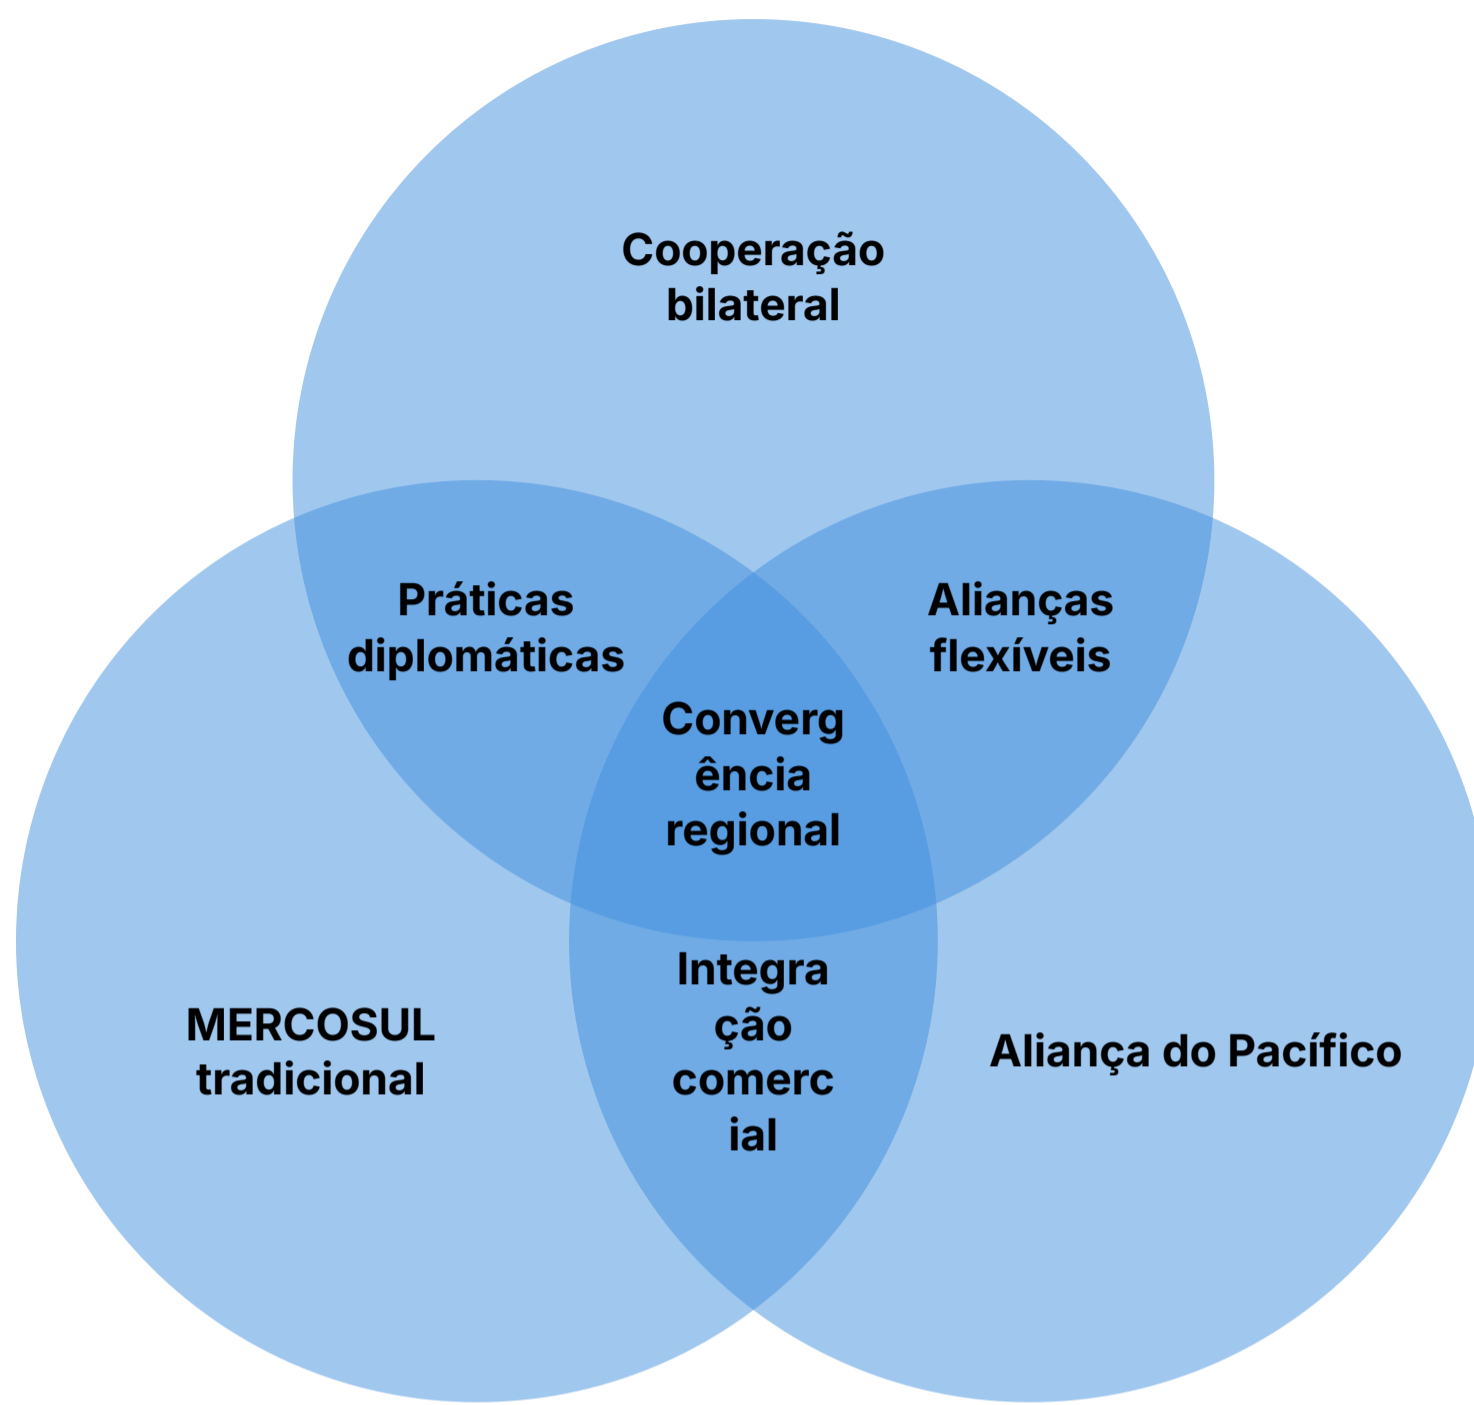 Cooperação
bilateral
Práticas
diplomáticas
Alianças
flexíveis
Converg
ência
regional
Integra
ção
comerc
ial
MERCOSUL
tradicional
Aliança do Pacífico